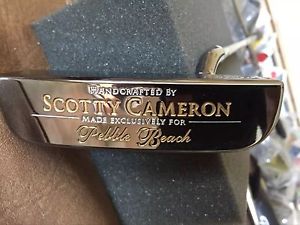 HANDCRAFTED BY
SCOTTY CAMERON
MADE EXCLUSIVELY FOR
Pebble Beach